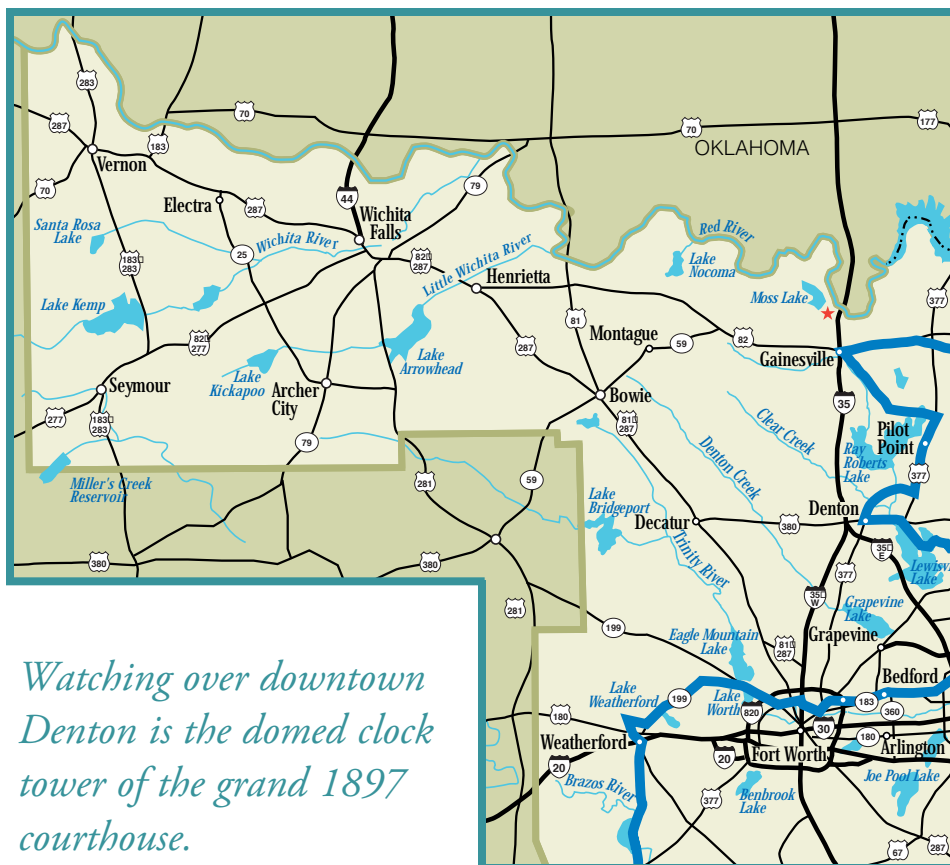 283
70
177
287
70
OKLAHOMA
183
Vernon
79
70
Electra
287
44
Wichita
Falls
Santa Rosa
Lake
Wichita River
25
Red River
183
283
82
287
Little Wichita River
Lake
Nocoma
Henrietta
Moss Lake
377
Lake Kemp
81
82
277
Montague
59
82
287
Gainesville
Lake
Arrowhead
Lake
Kickapoo
Seymour
Archer
City
Bowie
35
277
183
283
81
287
Clear Creek
Pilot
Point
79
Ray
Roberts
Lake
Denton Creek
377
Miller's Creek
Reservoir
281
59
Lake
Bridgeport
Denton
Decatur
380
35
E
Trinity River
380
380
377
Lewisv
Lake
35
W
281
Grapevine
Lake
199
Grapevine
Eagle Mountain
Lake
81
287
Bedford
Lake
Weatherford
199
Lake
Worth
183
360
180
820
30
180
Weatherford
Fort Worth
Arlington
20
20
Joe Pool Lake
Brazos River
Benbrook
Lake
377
67
287
Watching over downtown
Denton is the domed clock
tower of the grand 1897
courthouse.